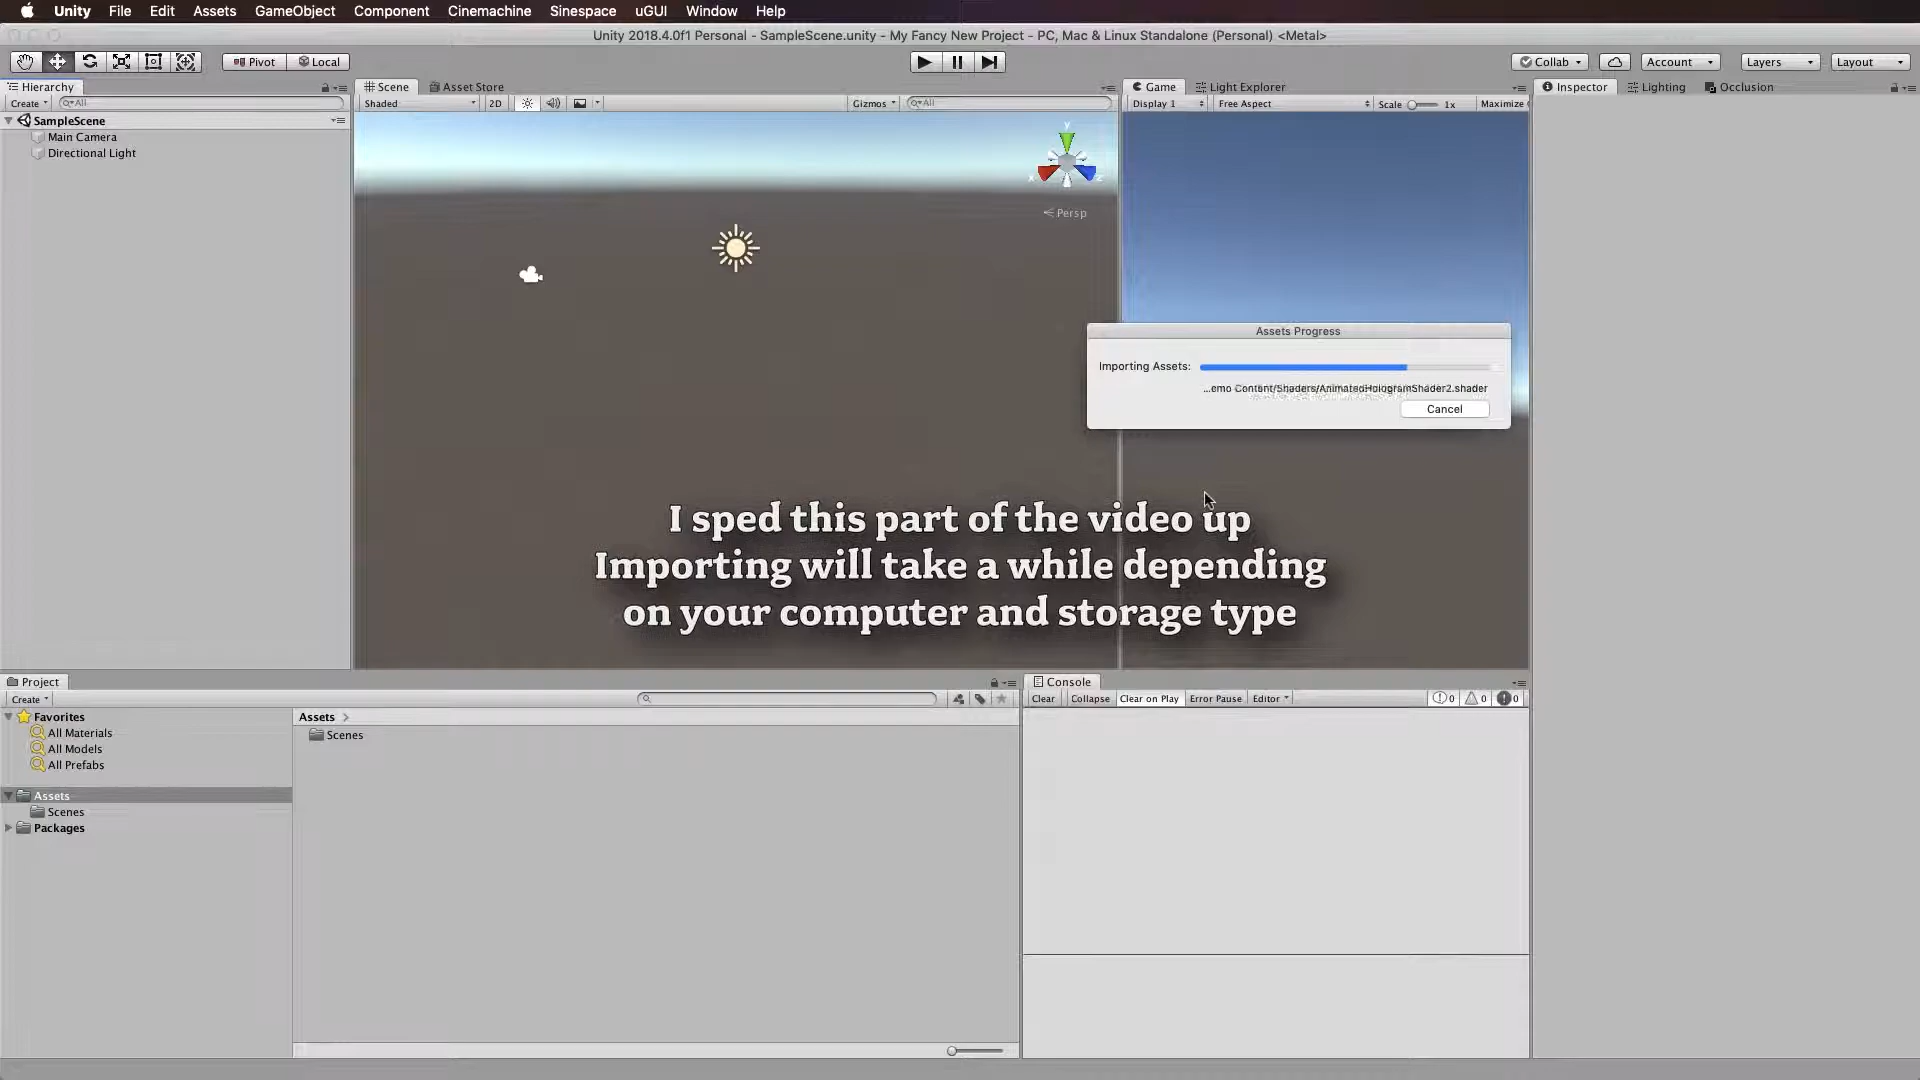 Unity File Edit Assets GameObject Component Cinemachine Sinespace uGUI Window Help
Unity 2018.4.0f1 Personal - SampleScene.unity - My Fancy New Project - PC, Mac & Linux Standalone (Personal) <Metal>
Pivot Local Collab Account Layers Layout
Hierarchy Scene Asset Store Game Light Explorer Inspector Lighting Occlusion
Create All Shaded 2D Gizmos All Display 1 Free Aspect Scale 1x Maximize
SampleScene
Main Camera
Directional Light
y
x z
Persp
Assets Progress
Importing Assets:
...emo Content/Shaders/AnimatedHologramShader2.shader
Cancel
I sped this part of the video up
Importing will take a while depending
on your computer and storage type
Project Console
Create Clear Collapse Clear on Play Error Pause Editor 0 0 0
Favorites
All Materials
All Models
All Prefabs
Assets
Scenes
Packages
Assets
Scenes